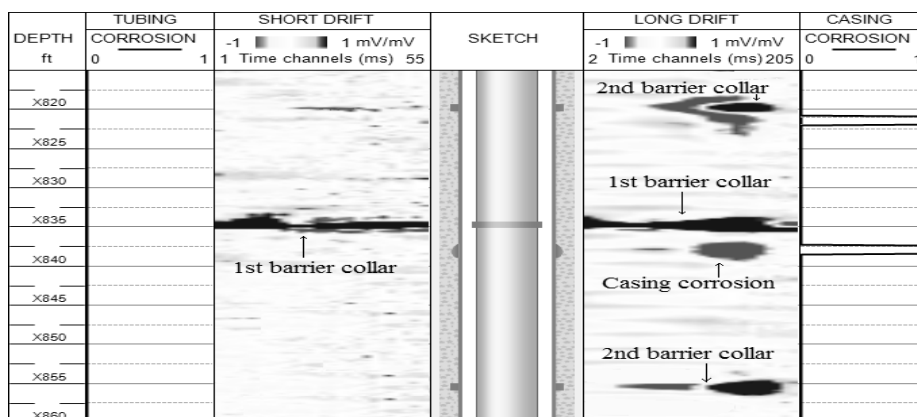 TUBING
SHORT DRIFT
LONG DRIFT
CASING
DEPTH
ft
CORROSION
0 1
-1 1 mV/mV
1 Time channels (ms) 55
SKETCH
-1 1 mV/mV
2 Time channels (ms) 205
CORROSION
0 1
X820
X825
X830
X835
X840
X845
X850
X855
X860
1st barrier collar
2nd barrier collar
1st barrier collar
Casing corrosion
2nd barrier collar